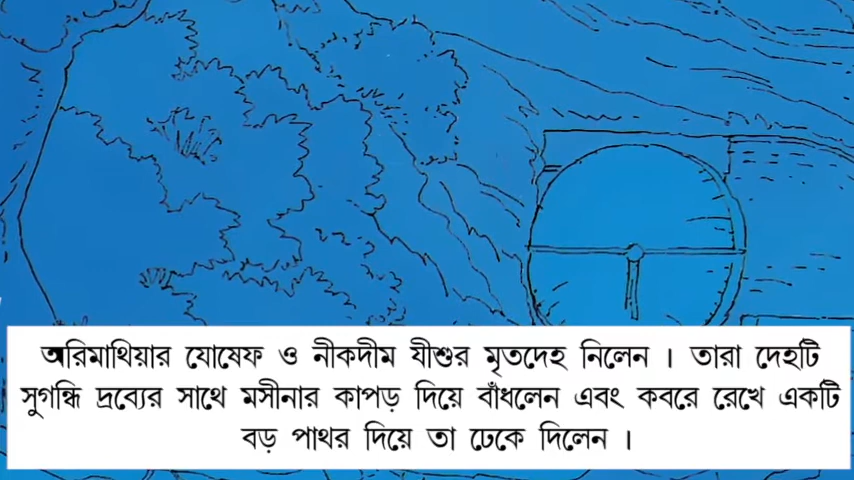 অরিমাথিয়ার যোষেফ ও নীকদীম যীশুর মৃতদেহ নিলেন । তারা দেহটি
সুগন্ধি দ্রব্যের সাথে মসীনার কাপড় দিয়ে বাঁধলেন এবং কবরে রেখে একটি
বড় পাথর দিয়ে তা ঢেকে দিলেন ।